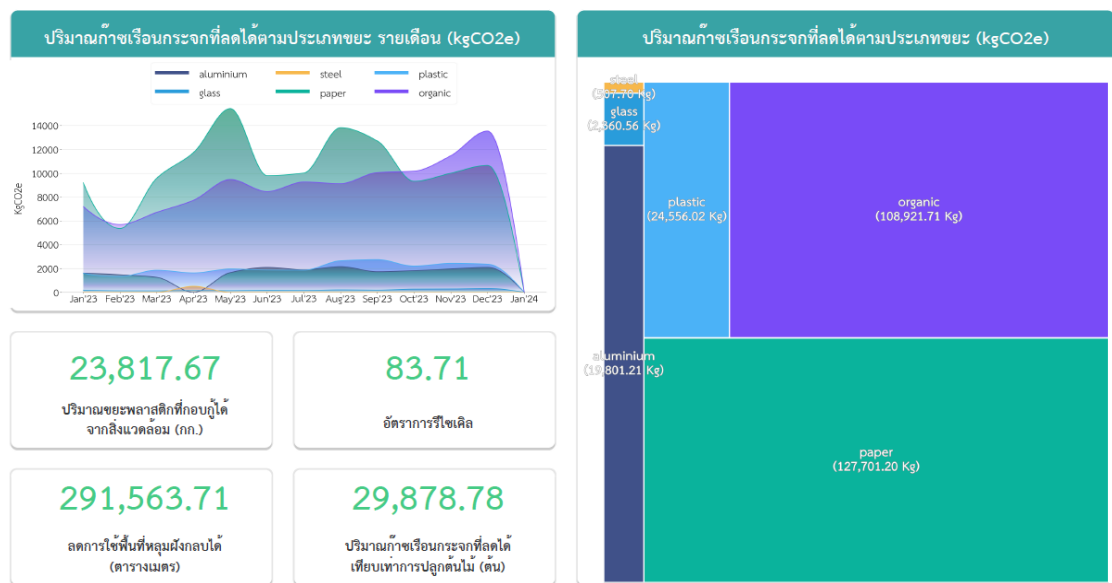 ปริมาณก๊าซเรือนกระจกที่ลดได้ตามประเภทขยะ รายเดือน (kgCO2e)
aluminium
steel
plastic
glass
paper
organic
KgCO2e
14000
12000
10000
8000
6000
4000
2000
0
Jan'23 Feb'23 Mar'23 Apr'23 May'23 Jun'23 Jul'23 Aug'23 Sep'23 Oct'23 Nov'23 Dec'23 Jan'24
23,817.67
ปริมาณขยะพลาสติกที่กอบกู้ได้
จากสิ่งแวดล้อม (กก.)
83.71
อัตราการรีไซเคิล
291,563.71
ลดการใช้พื้นที่หลุมฝังกลบได้
(ตารางเมตร)
29,878.78
ปริมาณก๊าซเรือนกระจกที่ลดได้
เทียบเท่าการปลูกต้นไม้ (ต้น)
ปริมาณก๊าซเรือนกระจกที่ลดได้ตามประเภทขยะ (kgCO2e)
steel
glass
plastic
(24,556.02 Kg)
organic
(108,921.71 Kg)
aluminium
(19,801.21 Kg)
paper
(127,701.20 Kg)